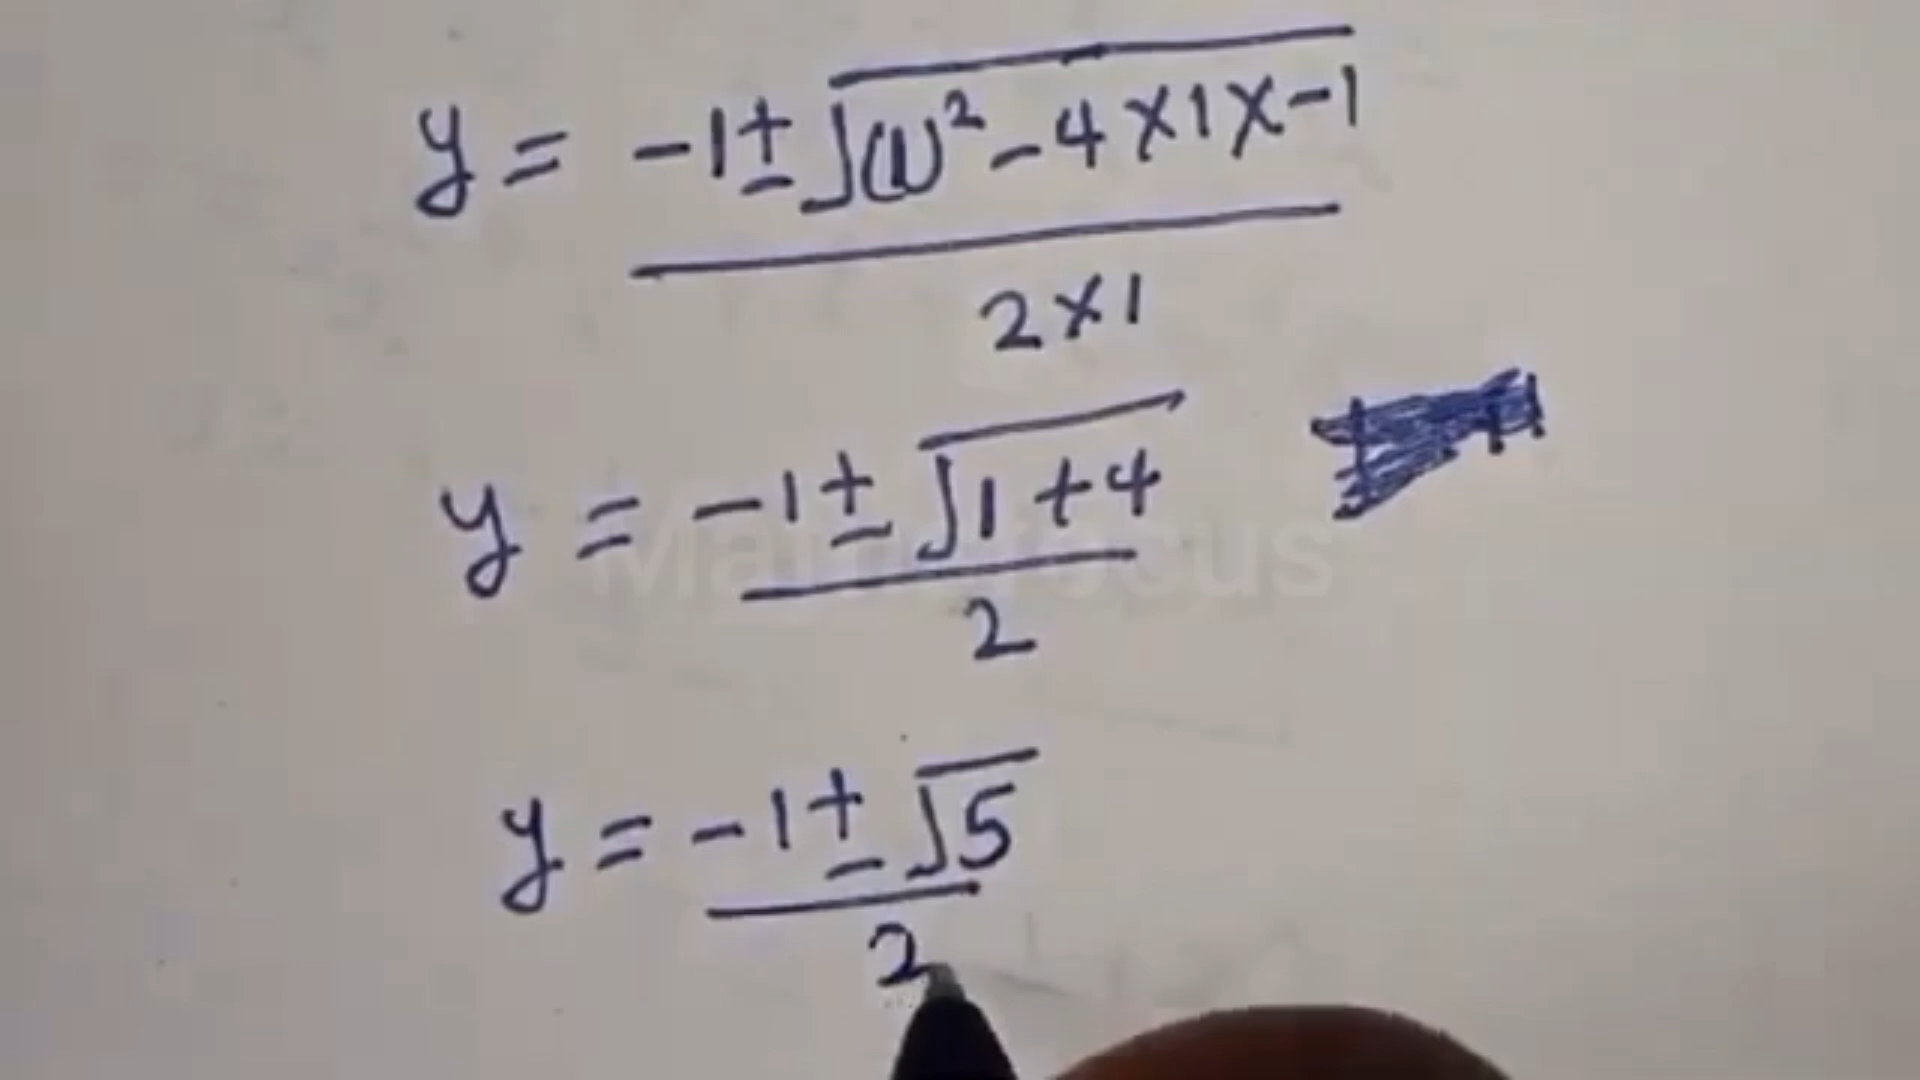 y = -1 ± √(1)² - 4 × 1 × -1
2 × 1
y = -1 ± √1 + 4
2
y = -1 ± √5
2